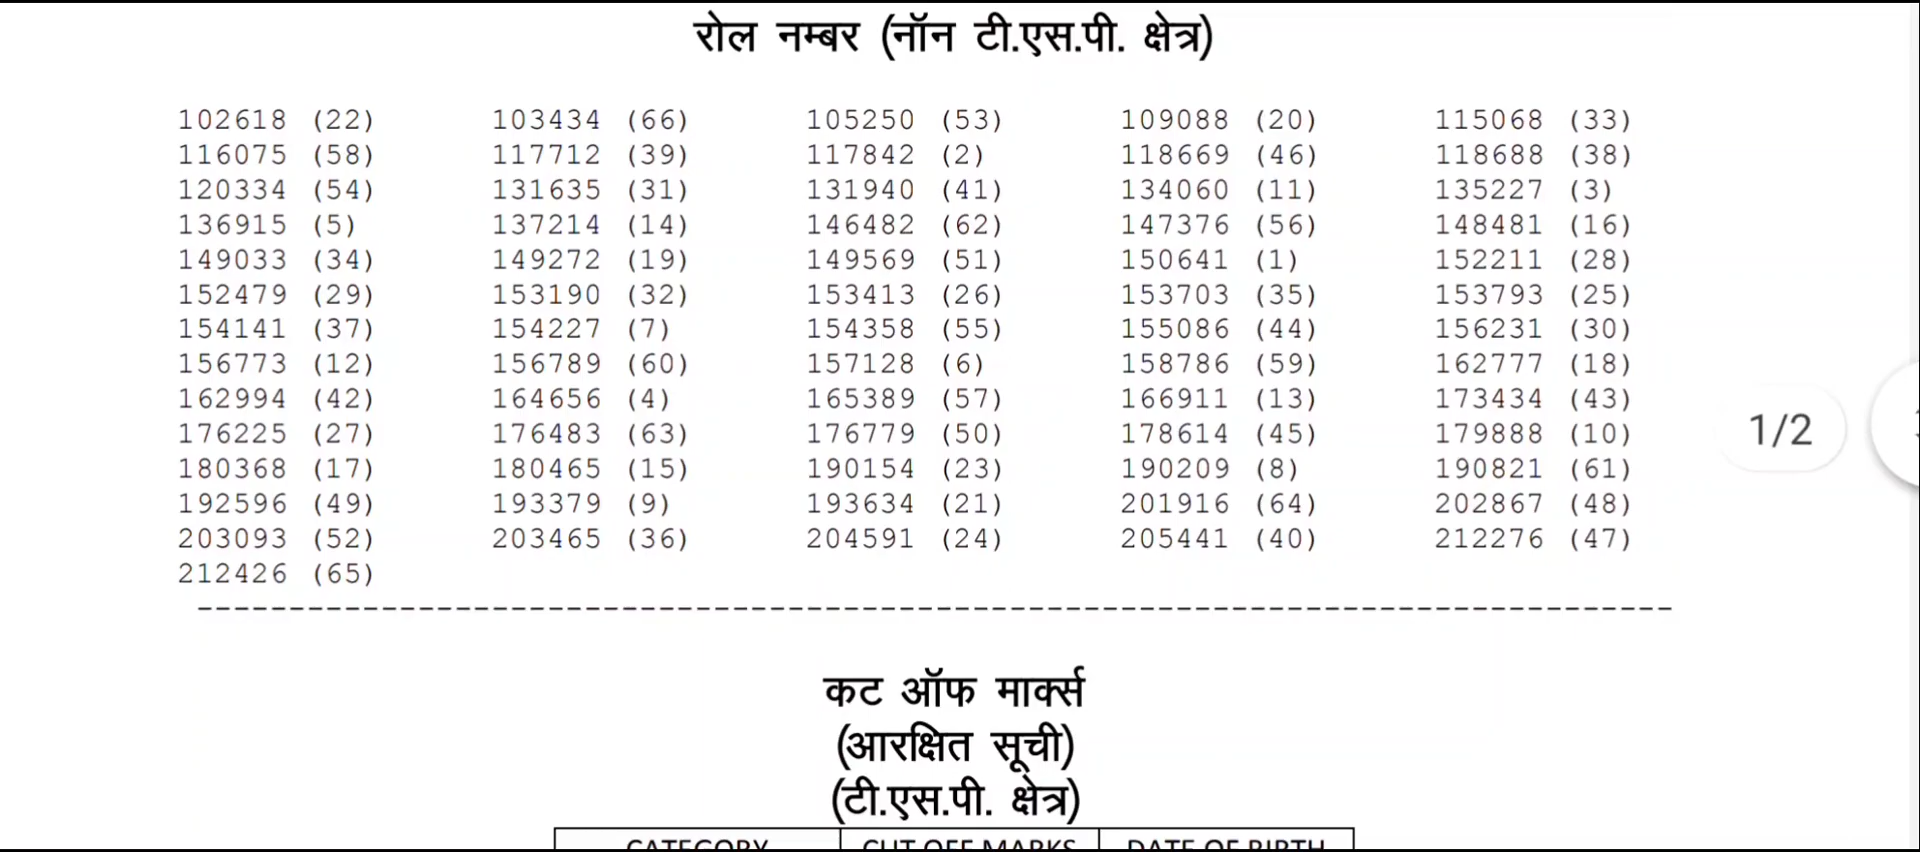 रोल नम्बर (नॉन टी.एस.पी. क्षेत्र)
102618 (22) 103434 (66) 105250 (53) 109088 (20) 115068 (33)
116075 (58) 117712 (39) 117842 (2) 118669 (46) 118688 (38)
120334 (54) 131635 (31) 131940 (41) 134060 (11) 135227 (3)
136915 (5) 137214 (14) 146482 (62) 147376 (56) 148481 (16)
149033 (34) 149272 (19) 149569 (51) 150641 (1) 152211 (28)
152479 (29) 153190 (32) 153413 (26) 153703 (35) 153793 (25)
154141 (37) 154227 (7) 154358 (55) 155086 (44) 156231 (30)
156773 (12) 156789 (60) 157128 (6) 158786 (59) 162777 (18)
162994 (42) 164656 (4) 165389 (57) 166911 (13) 173434 (43)
176225 (27) 176483 (63) 176779 (50) 178614 (45) 179888 (10)
180368 (17) 180465 (15) 190154 (23) 190209 (8) 190821 (61)
192596 (49) 193379 (9) 193634 (21) 201916 (64) 202867 (48)
203093 (52) 203465 (36) 204591 (24) 205441 (40) 212276 (47)
212426 (65)
1/2
कट ऑफ मार्क्स
(आरक्षित सूची)
(टी.एस.पी. क्षेत्र)
CATEGORY CUT OFF MARKS DATE OF BIRTH